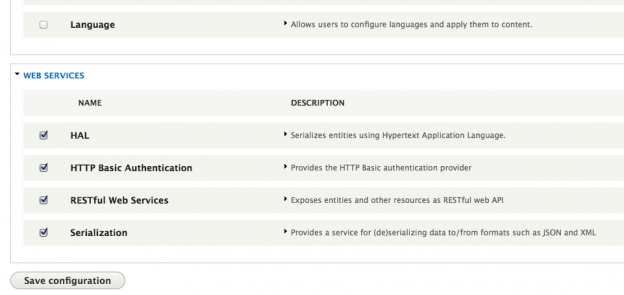 Language Allows users to configure languages and apply them to content.
WEB SERVICES
NAME DESCRIPTION
HAL Serializes entities using Hypertext Application Language.
HTTP Basic Authentication Provides the HTTP Basic authentication provider
RESTful Web Services Exposes entities and other resources as RESTful web API
Serialization Provides a service for (de)serializing data to/from formats such as JSON and XML
Save configuration